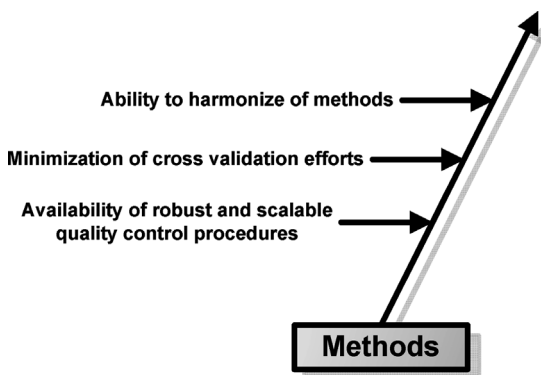 Ability to harmonize of methods
Minimization of cross validation efforts
Availability of robust and scalable
quality control procedures
Methods